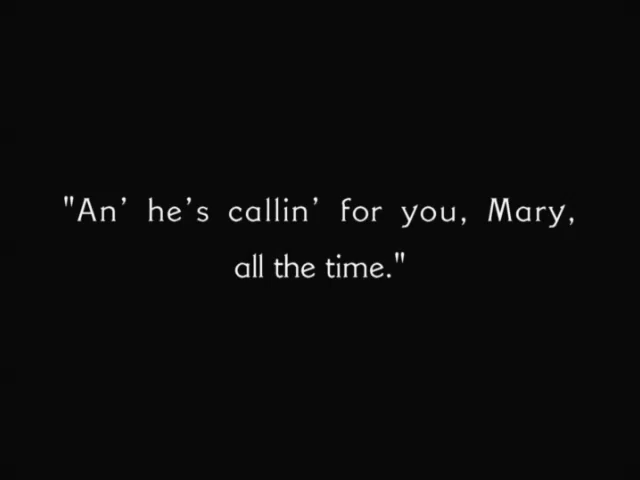 "An’ he’s callin’ for you, Mary,
all the time."